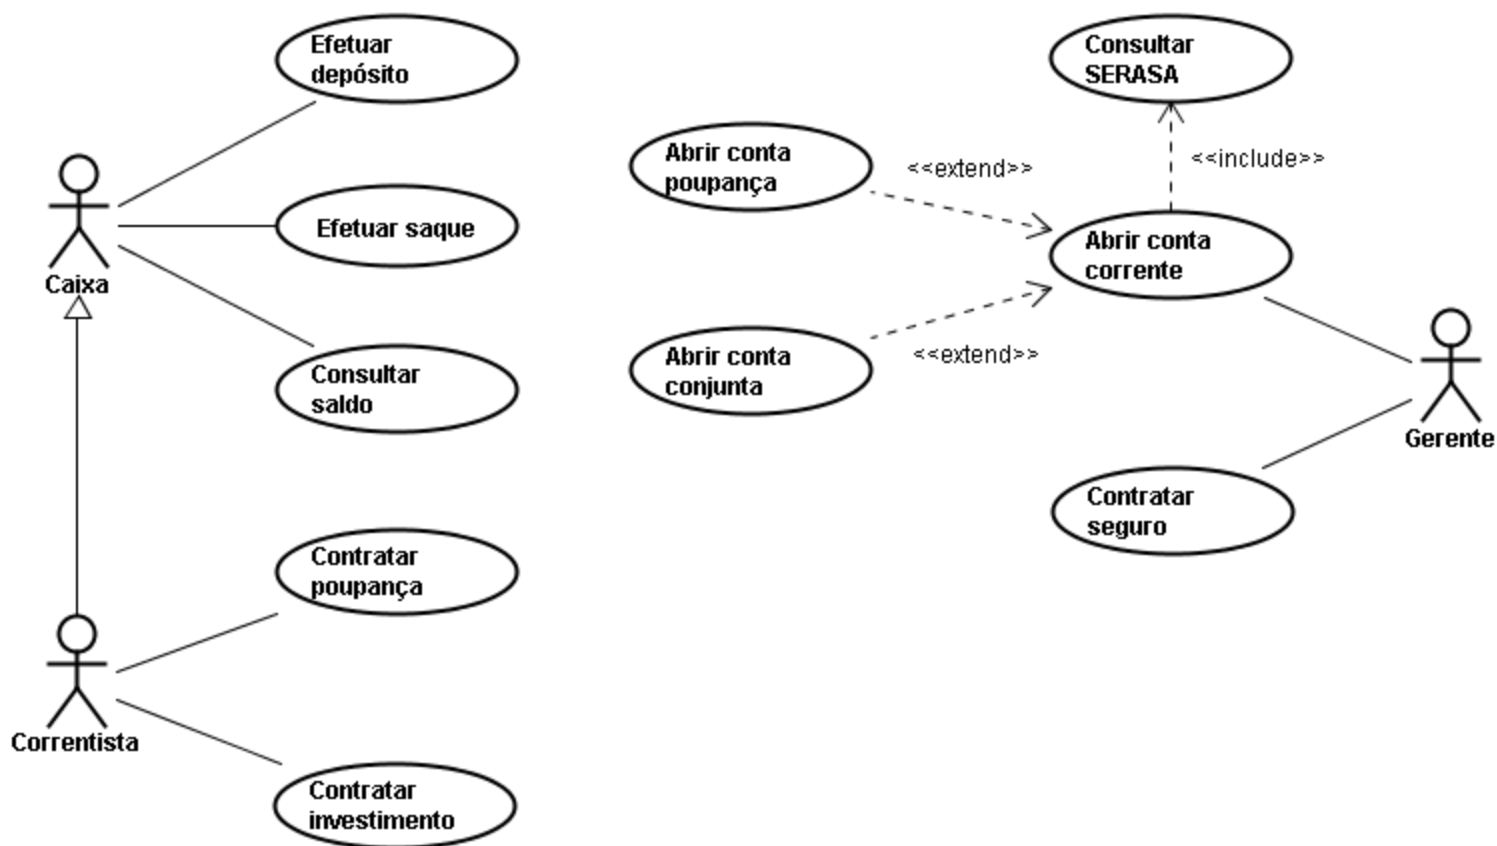 Efetuar
depósito
Efetuar saque
Caixa
Consultar
saldo
Contratar
poupança
Correntista
Contratar
investimento
Consultar
SERASA
<<include>>
Abrir conta
poupança
<<extend>>
Abrir conta
corrente
Abrir conta
conjunta
<<extend>>
Gerente
Contratar
seguro